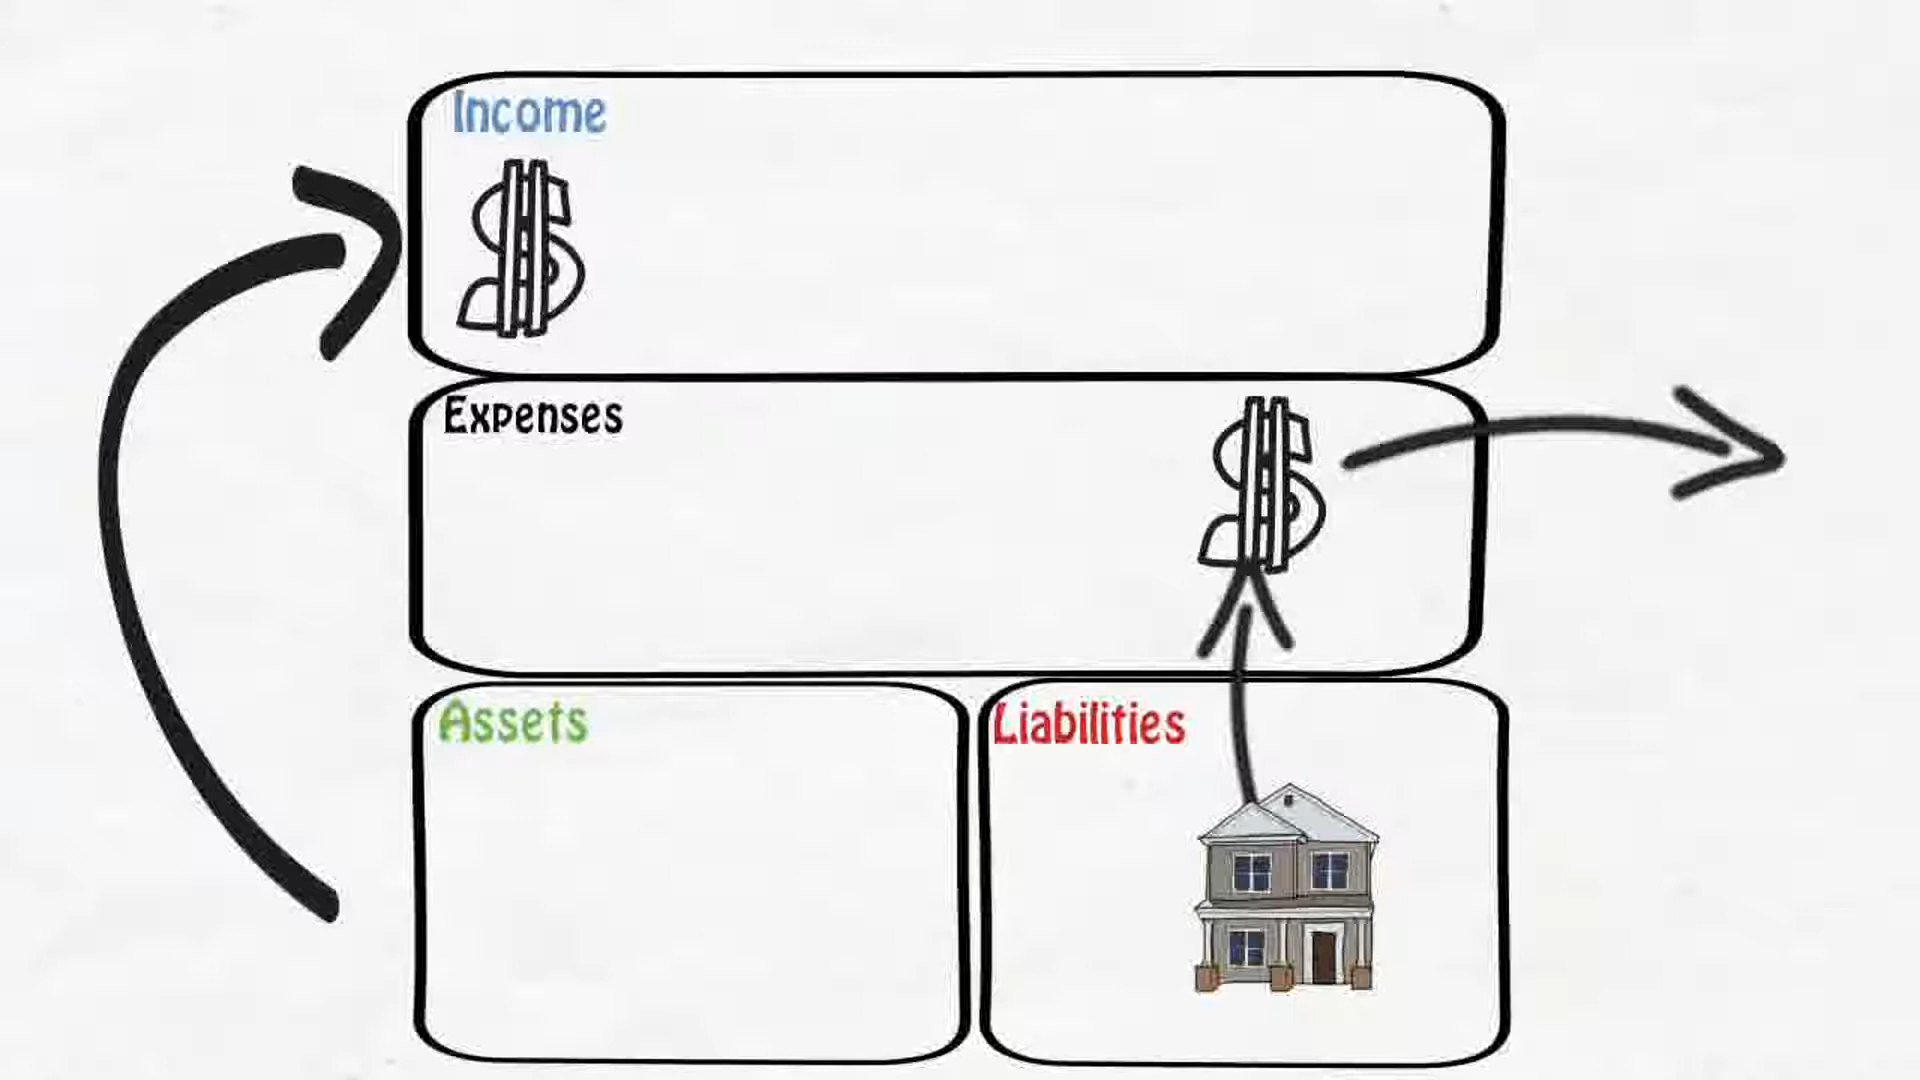 Income
$
Expenses
$
Assets
Liabilities